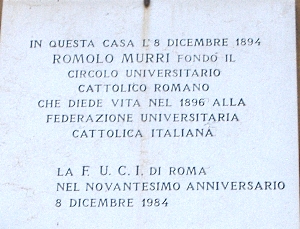 IN QUESTA CASA L'8 DICEMBRE 1894
ROMOLO MURRI FONDÒ IL
CIRCOLO UNIVERSITARIO
CATTOLICO ROMANO
CHE DIEDE VITA NEL 1896 ALLA
FEDERAZIONE UNIVERSITARIA
CATTOLICA ITALIANA
LA F. U. C. I. DI ROMA
NEL NOVANTESIMO ANNIVERSARIO
8 DICEMBRE 1984